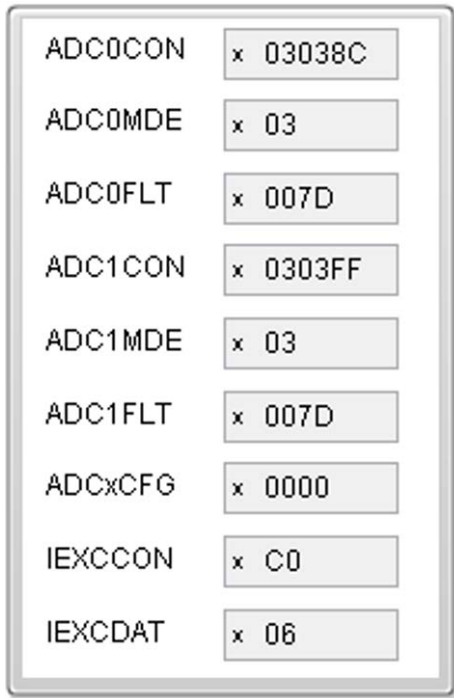 ADC0CON x 03038C
ADC0MDE x 03
ADC0FLT x 007D
ADC1CON x 0303FF
ADC1MDE x 03
ADC1FLT x 007D
ADCxCFG x 0000
IEXCCON x C0
IEXCDAT x 06